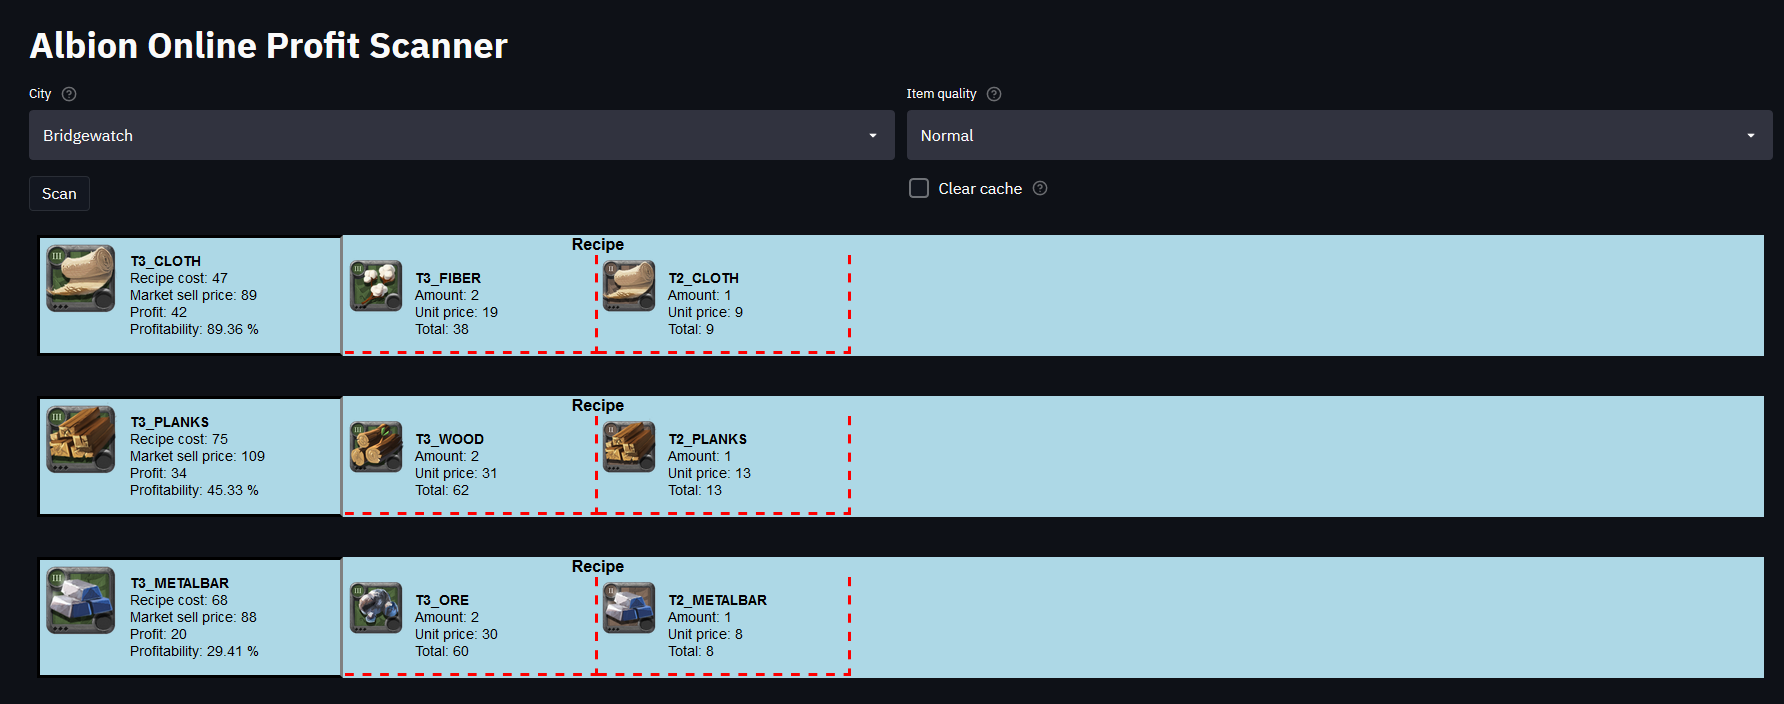 Albion Online Profit Scanner
City
Item quality
Bridgewatch
Normal
Scan
Clear cache
T3_CLOTH
Recipe cost: 47
Market sell price: 89
Profit: 42
Profitability: 89.36 %
Recipe
T3_FIBER
Amount: 2
Unit price: 19
Total: 38
T2_CLOTH
Amount: 1
Unit price: 9
Total: 9
T3_PLANKS
Recipe cost: 75
Market sell price: 109
Profit: 34
Profitability: 45.33 %
Recipe
T3_WOOD
Amount: 2
Unit price: 31
Total: 62
T2_PLANKS
Amount: 1
Unit price: 13
Total: 13
T3_METALBAR
Recipe cost: 68
Market sell price: 88
Profit: 20
Profitability: 29.41 %
Recipe
T3_ORE
Amount: 2
Unit price: 30
Total: 60
T2_METALBAR
Amount: 1
Unit price: 8
Total: 8